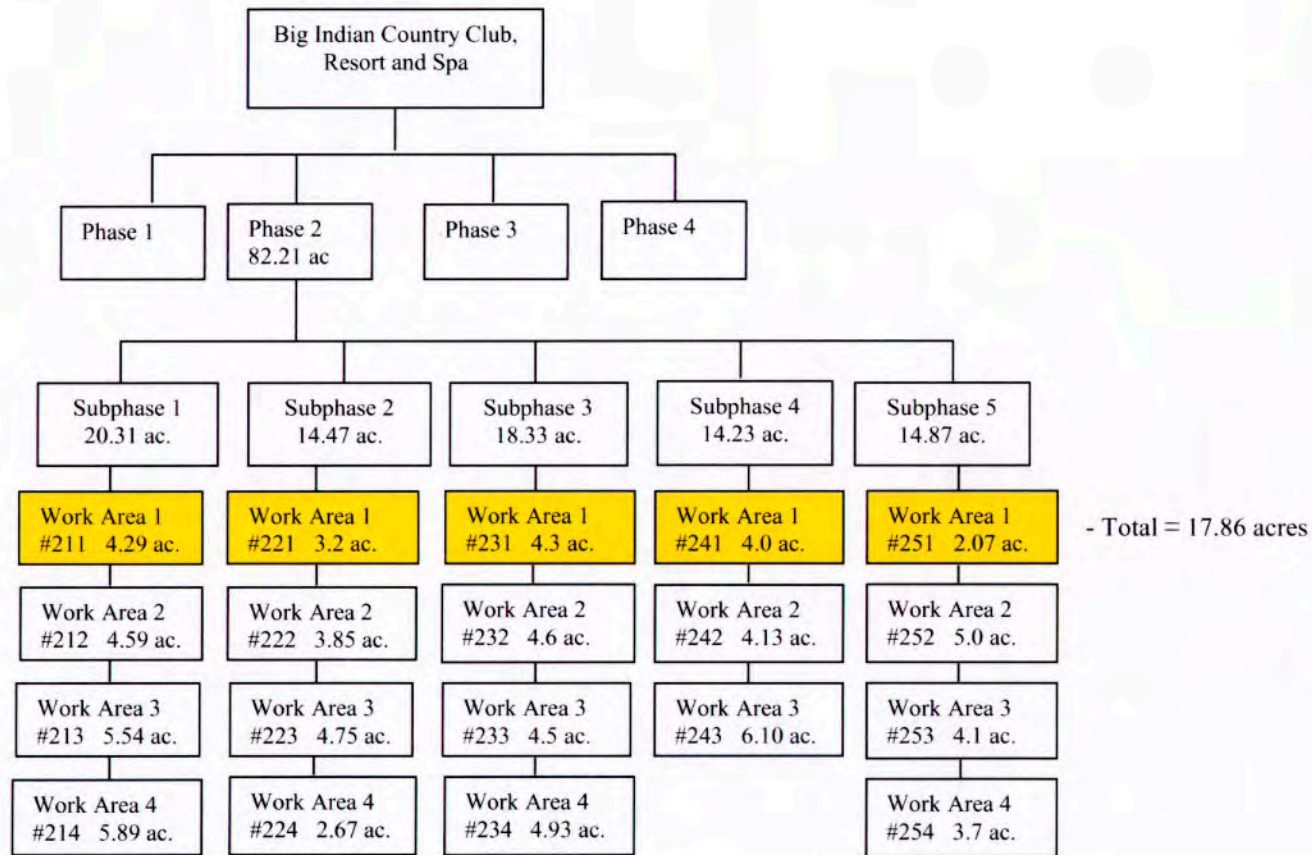 Big Indian Country Club,
Resort and Spa
Phase 1
Phase 2
82.21 ac
Phase 3
Phase 4
Subphase 1
20.31 ac.
Subphase 2
14.47 ac.
Subphase 3
18.33 ac.
Subphase 4
14.23 ac.
Subphase 5
14.87 ac.
Work Area 1
#211 4.29 ac.
Work Area 1
#221 3.2 ac.
Work Area 1
#231 4.3 ac.
Work Area 1
#241 4.0 ac.
Work Area 1
#251 2.07 ac.
- Total = 17.86 acres
Work Area 2
#212 4.59 ac.
Work Area 2
#222 3.85 ac.
Work Area 2
#232 4.6 ac.
Work Area 2
#242 4.13 ac.
Work Area 2
#252 5.0 ac.
Work Area 3
#213 5.54 ac.
Work Area 3
#223 4.75 ac.
Work Area 3
#233 4.5 ac.
Work Area 3
#243 6.10 ac.
Work Area 3
#253 4.1 ac.
Work Area 4
#214 5.89 ac.
Work Area 4
#224 2.67 ac.
Work Area 4
#234 4.93 ac.
Work Area 4
#254 3.7 ac.